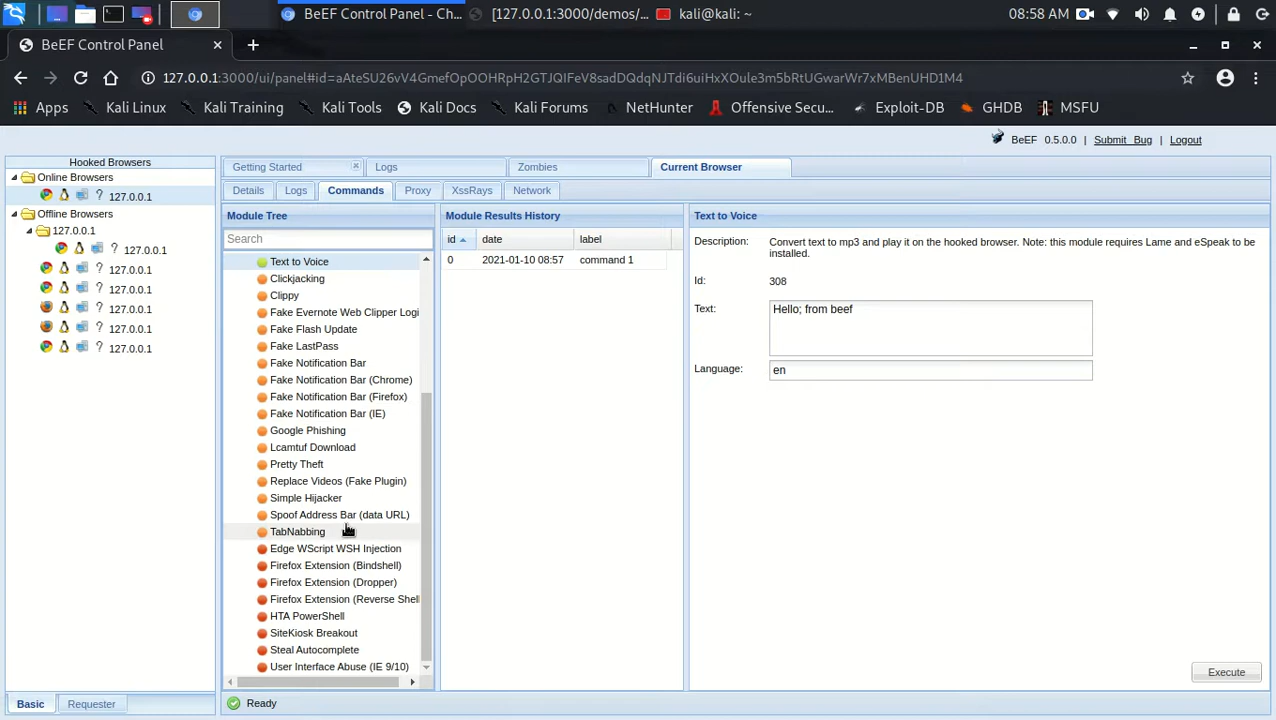 BeEF Control Panel - Ch...
[127.0.0.1:3000/demos/...
kali@kali: ~
08:58 AM
BeEF Control Panel
127.0.0.1:3000/ui/panel#id=aAteSU26vV4GmefOpOOHRpH2GTJQIFeV8sadDQdqNJTdi6uiHxXOule3m5bRtUGwarWr7xMBenUHD1M4
Apps
Kali Linux
Kali Training
Kali Tools
Kali Docs
Kali Forums
NetHunter
Offensive Secu...
Exploit-DB
GHDB
MSFU
BeEF 0.5.0.0 | Submit Bug | Logout
Hooked Browsers
Online Browsers
127.0.0.1
Offline Browsers
127.0.0.1
? 127.0.0.1
? 127.0.0.1
? 127.0.0.1
? 127.0.0.1
? 127.0.0.1
? 127.0.0.1
Basic
Requester
Getting Started
Logs
Zombies
Current Browser
Details
Logs
Commands
Proxy
XssRays
Network
Module Tree
Search
Text to Voice
Clickjacking
Clippy
Fake Evernote Web Clipper Logi
Fake Flash Update
Fake LastPass
Fake Notification Bar
Fake Notification Bar (Chrome)
Fake Notification Bar (Firefox)
Fake Notification Bar (IE)
Google Phishing
Lcamtuf Download
Pretty Theft
Replace Videos (Fake Plugin)
Simple Hijacker
Spoof Address Bar (data URL)
TabNabbing
Edge WScript WSH Injection
Firefox Extension (Bindshell)
Firefox Extension (Dropper)
Firefox Extension (Reverse Shell
HTA PowerShell
SiteKiosk Breakout
Steal Autocomplete
User Interface Abuse (IE 9/10)
Module Results History
id date label
0 2021-01-10 08:57 command 1
Text to Voice
Description: Convert text to mp3 and play it on the hooked browser. Note: this module requires Lame and eSpeak to be
installed.
Id: 308
Text: Hello; from beef
Language: en
Execute
Ready